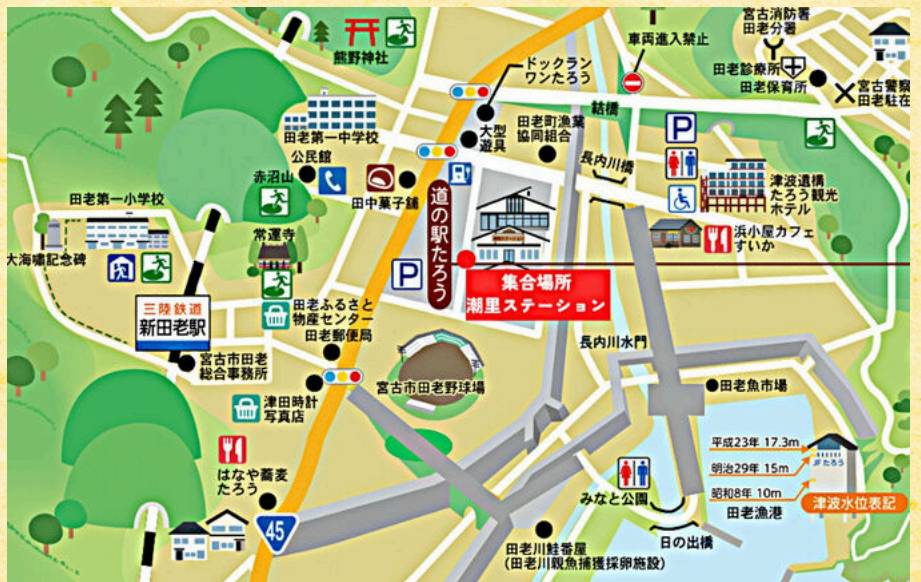 熊野神社
ドックラン
ワンたろう
車両進入禁止
宮古消防署
田老分署
田老診療所
田老保育所
宮古警察
田老駐在
結橋
田老第一中学校
公民館
大型
遊具
田老町漁業
協同組合
長内川橋
P
赤沼山
田中菓子舗
道の駅たろう
津波遺構
たろう観光
ホテル
田老第一小学校
大海嘯記念碑
常運寺
浜小屋カフェ
すいか
P
集合場所
潮里ステーション
三陸鉄道
新田老駅
田老ふるさと
物産センター
田老郵便局
長内川水門
宮古市田老
総合事務所
宮古市田老野球場
田老魚市場
津田時計
写真店
平成23年 17.3m
明治29年 15m
昭和8年 10m
JFたろう
田老漁港
津波水位表記
はなや蕎麦
たろう
みなと公園
45
日の出橋
田老川鮭番屋
(田老川親魚捕獲採卵施設)